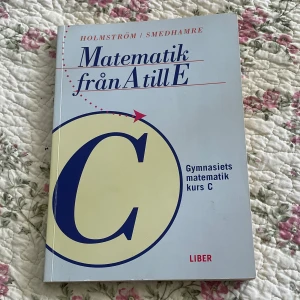 HOLMSTRÖM / SMEDHAMRE
Matematik
från A till E
C
Gymnasiets
matematik
kurs C
LIBER